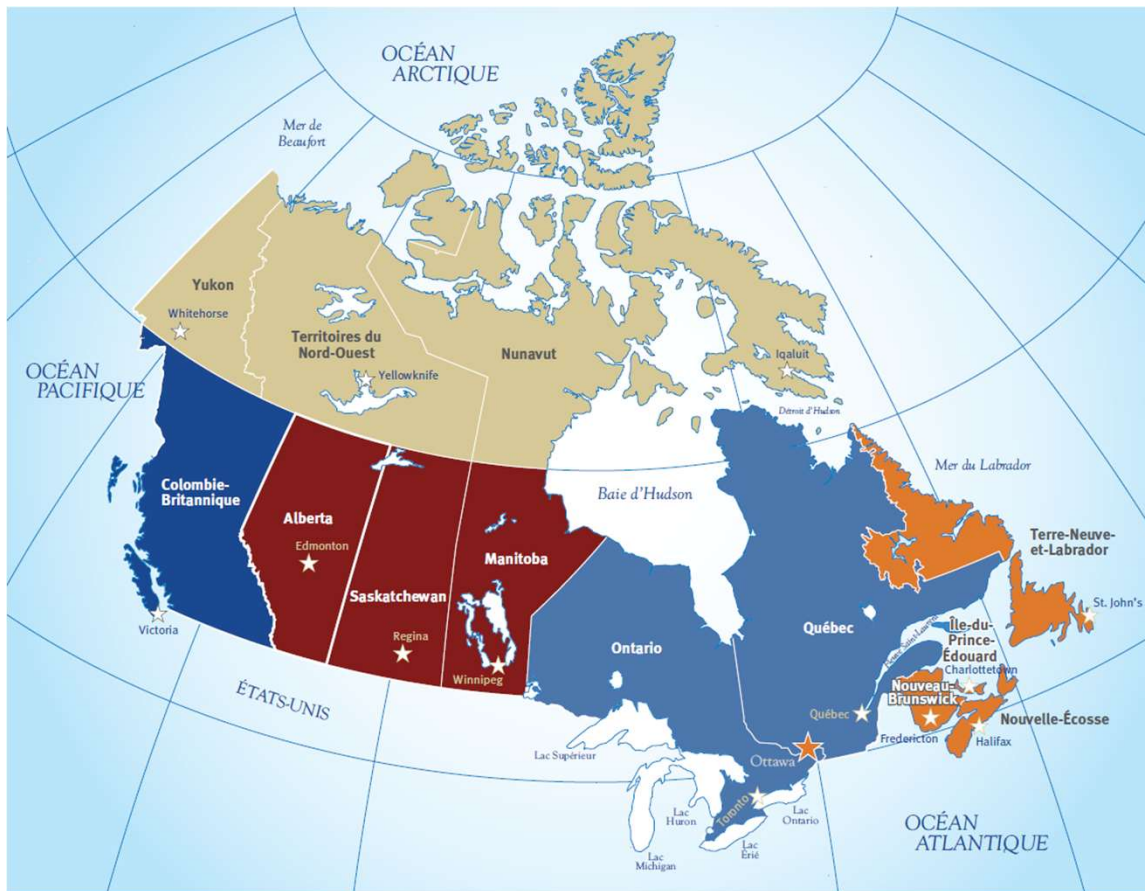 OCÉAN
ARCTIQUE
Mer de
Beaufort
Yukon
Whitehorse
Territoires du
Nord-Ouest
Yellowknife
Nunavut
Iqaluit
OCÉAN
PACIFIQUE
Détroit d'Hudson
Mer du Labrador
Colombie-
Britannique
Baie d'Hudson
Alberta
Edmonton
Manitoba
Terre-Neuve-
et-Labrador
Saskatchewan
St. John's
Victoria
Regina
Winnipeg
Ontario
Québec
Fleuve Saint-Laurent
Île-du-
Prince-
Édouard
Charlottetown
ÉTATS-UNIS
Nouveau-
Brunswick
Québec
Nouvelle-Écosse
Fredericton
Halifax
Lac Supérieur
Ottawa
Toronto
Lac
Huron
Lac
Ontario
Lac
Érié
Lac
Michigan
OCÉAN
ATLANTIQUE